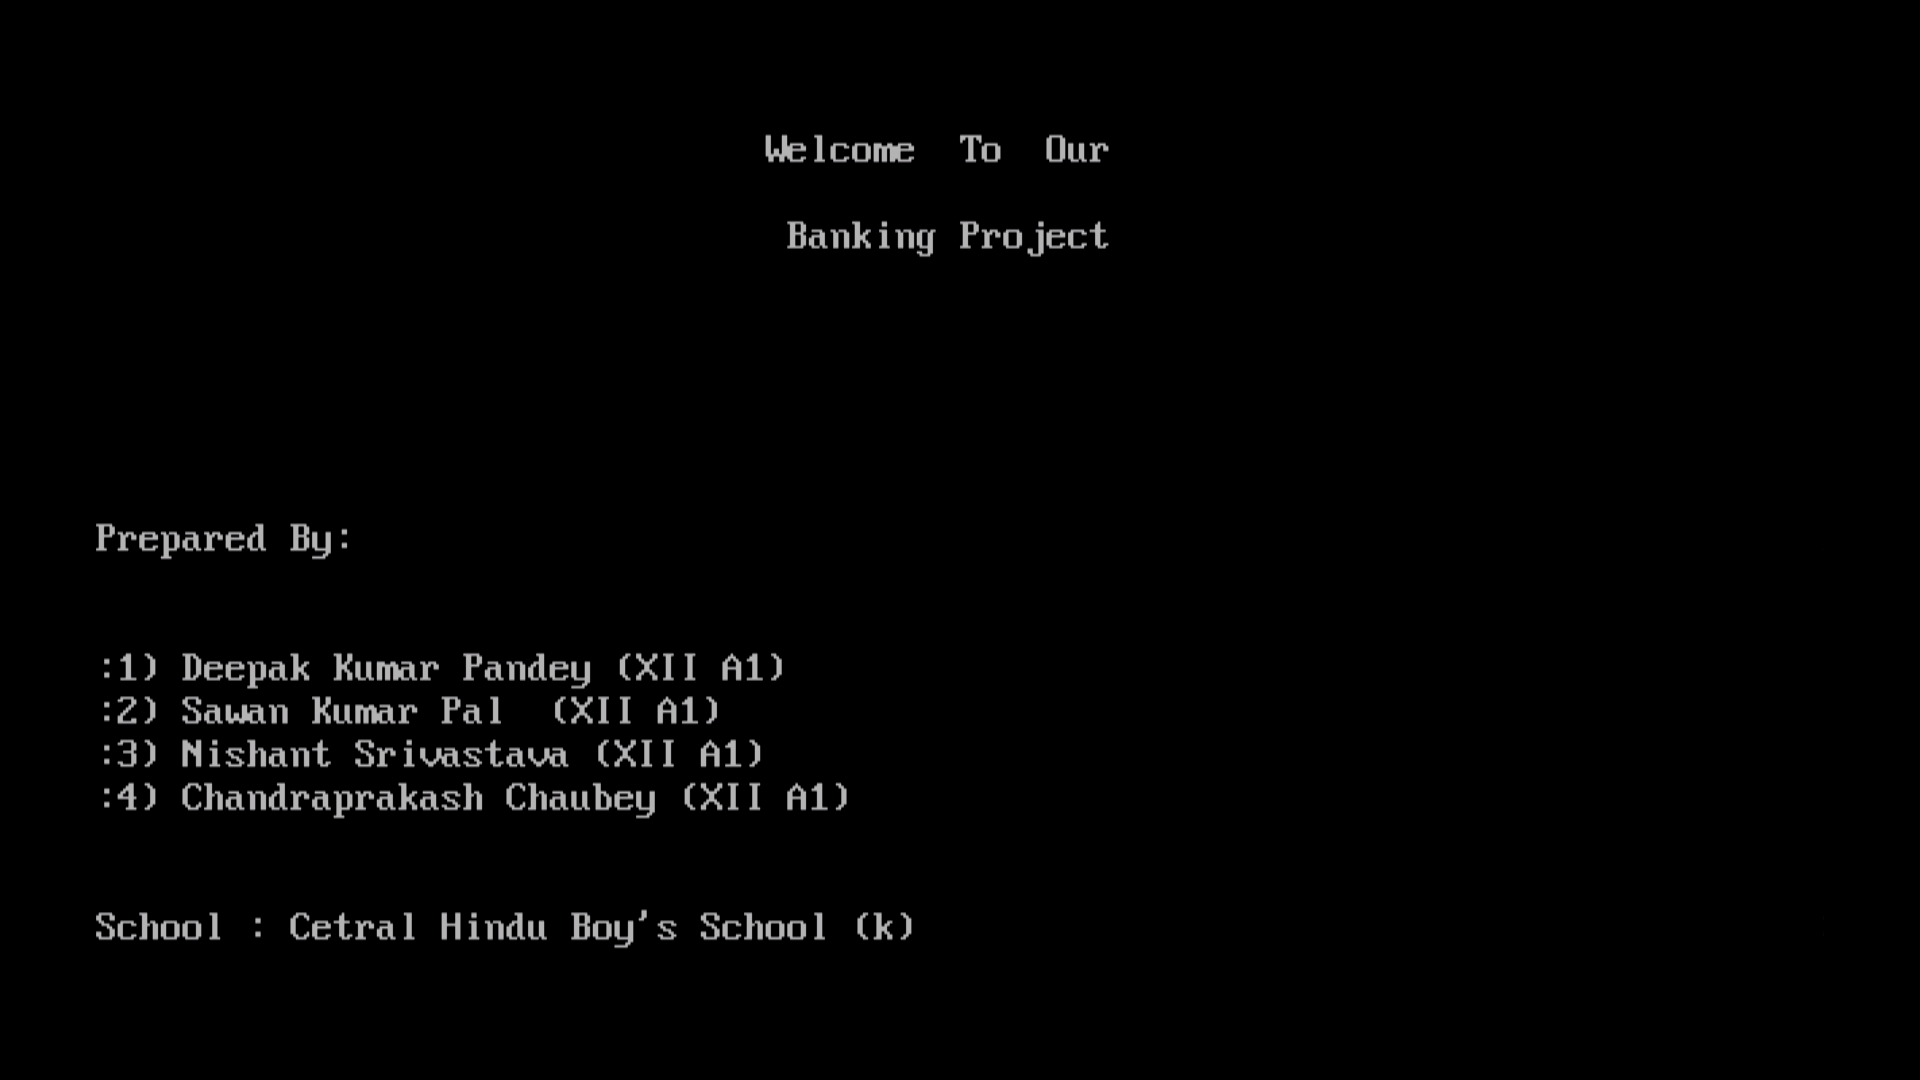 Welcome  To  Our
Banking Project
Prepared By:
:1) Deepak Kumar Pandey (XII A1)
:2) Sawan Kumar Pal  (XII A1)
:3) Nishant Srivastava (XII A1)
:4) Chandraprakash Chaubey (XII A1)
School : Cetral Hindu Boy's School (k)